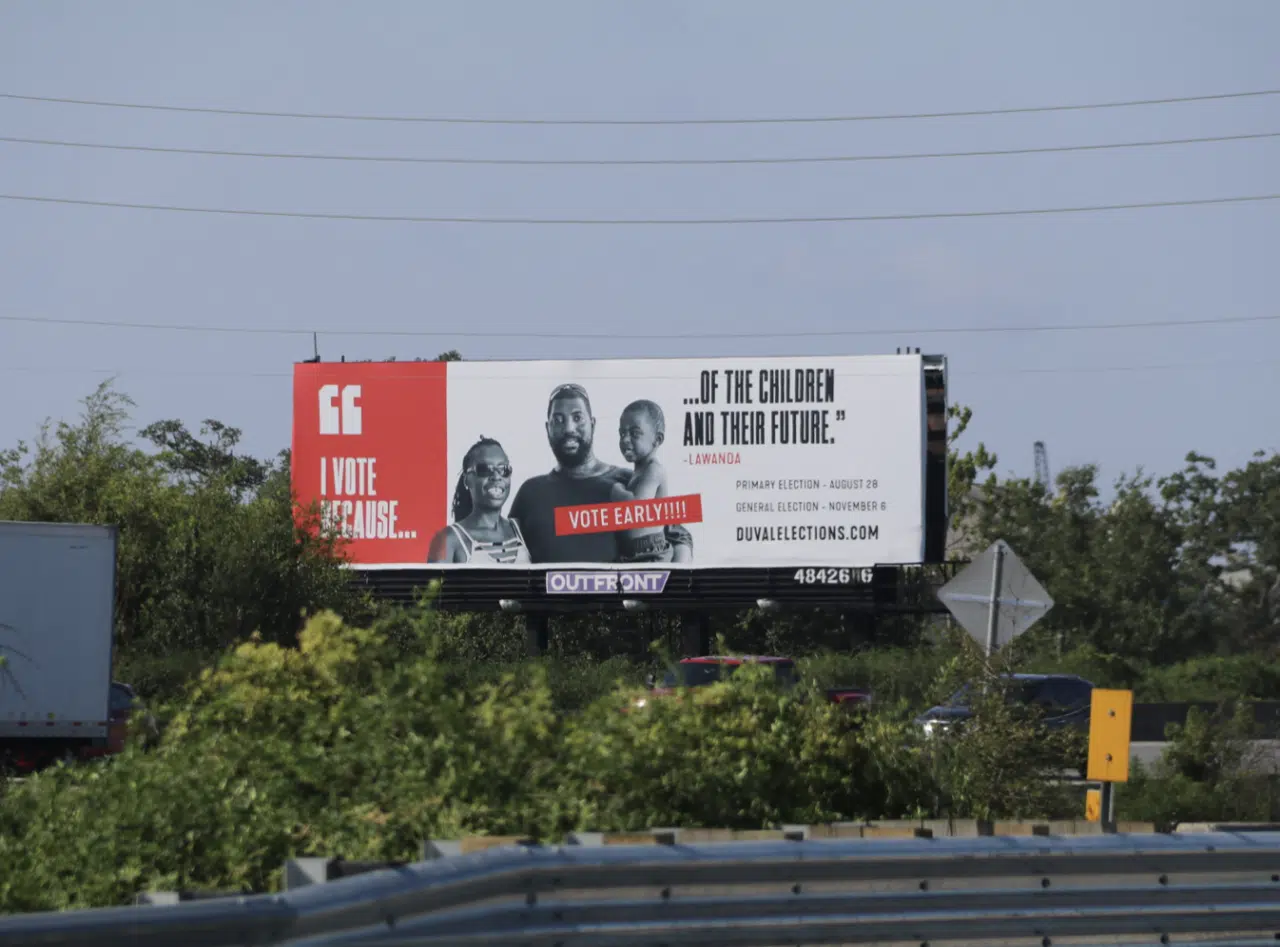 “
I VOTE
BECAUSE...
...OF THE CHILDREN
AND THEIR FUTURE.”
-LAWANDA
VOTE EARLY!!!!
PRIMARY ELECTION - AUGUST 28
GENERAL ELECTION - NOVEMBER 6
DUVALELECTIONS.COM
OUTFRONT